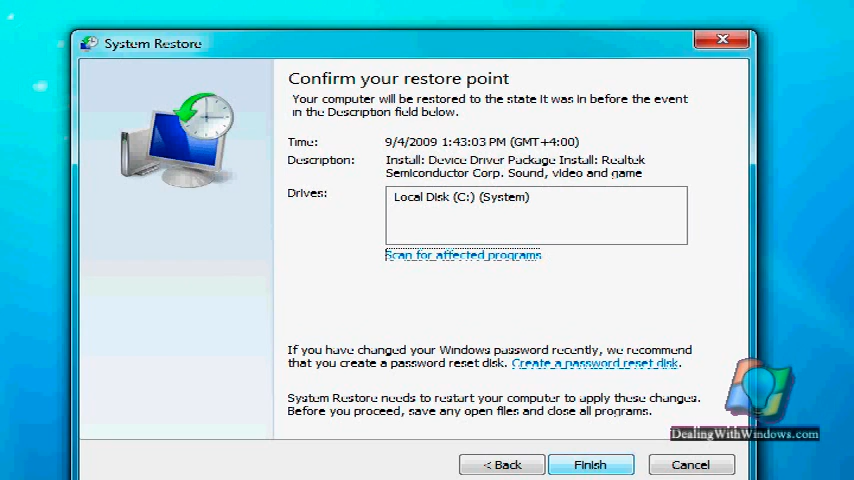 System Restore
Confirm your restore point
Your computer will be restored to the state it was in before the event
in the Description field below.
Time: 9/4/2009 1:43:03 PM (GMT+4:00)
Description: Install: Device Driver Package Install: Realtek
Semiconductor Corp. Sound, video and game
Drives: Local Disk (C:) (System)
Scan for affected programs
If you have changed your Windows password recently, we recommend
that you create a password reset disk. Create a password reset disk.
System Restore needs to restart your computer to apply these changes.
Before you proceed, save any open files and close all programs.
DealingWithWindows.com
< Back Finish Cancel